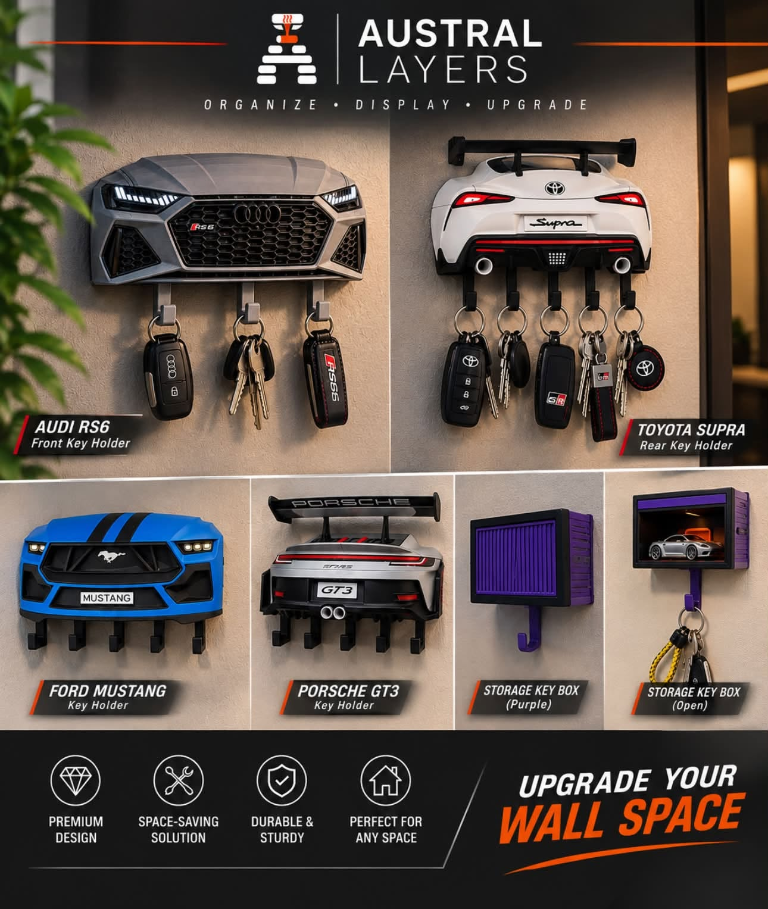 AUSTRAL
LAYERS
ORGANIZE • DISPLAY • UPGRADE
RS6
Supra
GR
GR
AUDI RS6
Front Key Holder
TOYOTA SUPRA
Rear Key Holder
PORSCHE
MUSTANG
GT3
FORD MUSTANG
Key Holder
PORSCHE GT3
Key Holder
STORAGE KEY BOX
(Purple)
STORAGE KEY BOX
(Open)
PREMIUM
DESIGN
SPACE-SAVING
SOLUTION
DURABLE &
STURDY
PERFECT FOR
ANY SPACE
UPGRADE YOUR
WALL SPACE